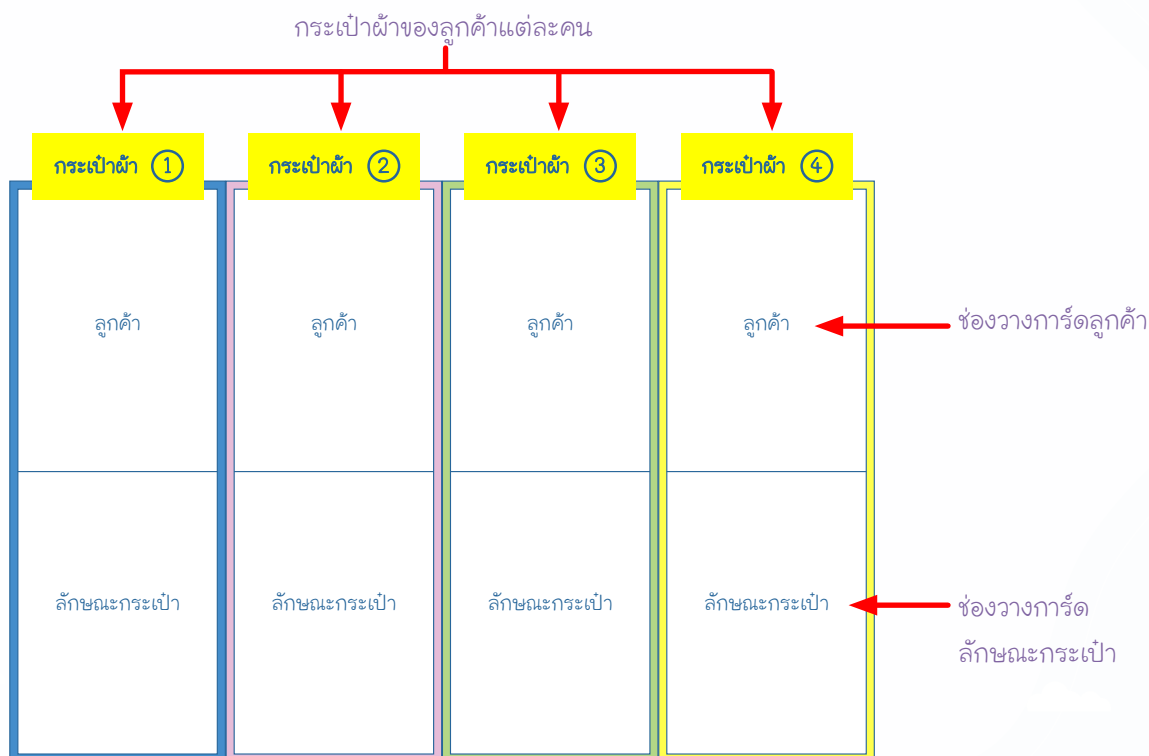 กระเป๋าผ้าของลูกค้าแต่ละคน
กระเป๋าผ้า 1 กระเป๋าผ้า 2 กระเป๋าผ้า 3 กระเป๋าผ้า 4
ลูกค้า ลูกค้า ลูกค้า ลูกค้า ช่องวางการ์ดลูกค้า
ลักษณะกระเป๋า ลักษณะกระเป๋า ลักษณะกระเป๋า ลักษณะกระเป๋า ช่องวางการ์ด
ลักษณะกระเป๋า